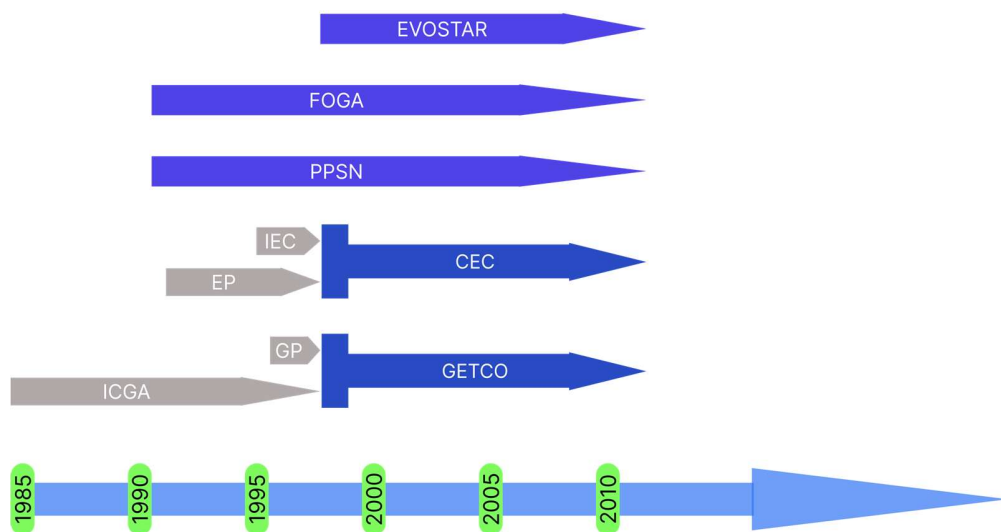 EVOSTAR
FOGA
PPSN
IEC
CEC
EP
GP
GETCO
ICGA
1985
1990
1995
2000
2005
2010